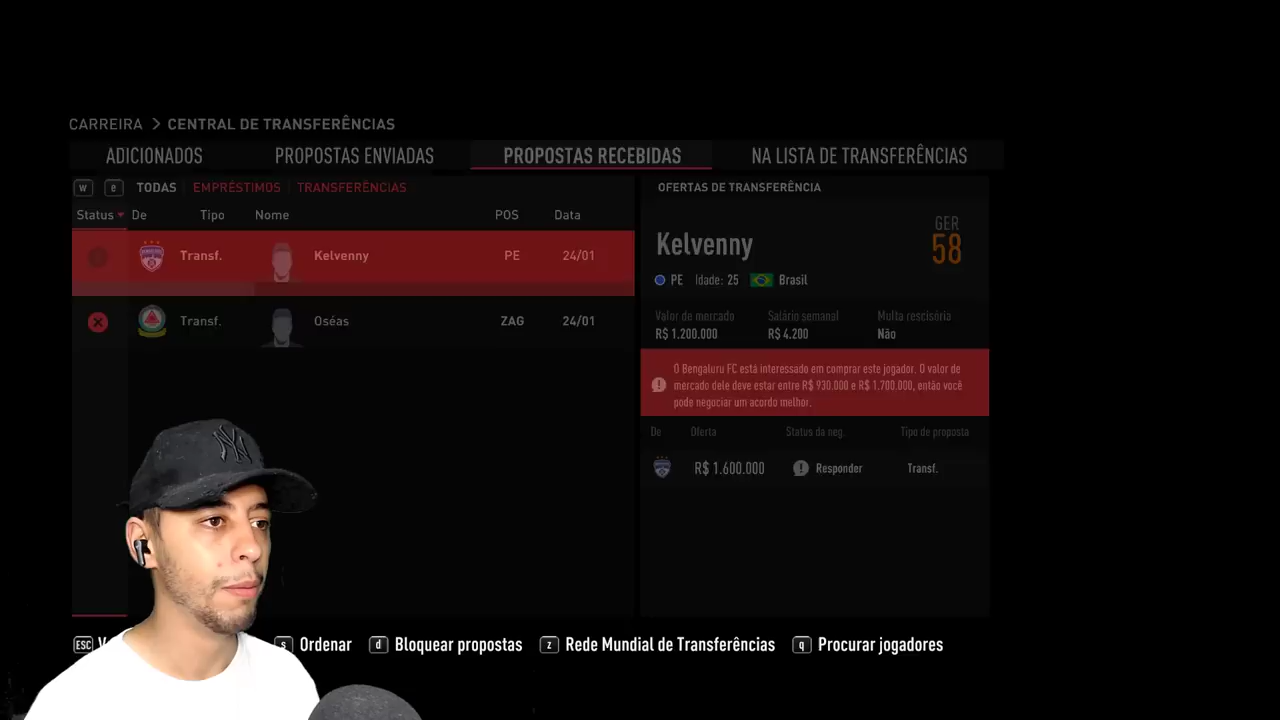 CARREIRA > CENTRAL DE TRANSFERÊNCIAS
ADICIONADOS PROPOSTAS ENVIADAS PROPOSTAS RECEBIDAS NA LISTA DE TRANSFERÊNCIAS
w e TODAS EMPRÉSTIMOS TRANSFERÊNCIAS
Status De Tipo Nome POS Data
Transf. Kelvenny PE 24/01
Transf. Oséas ZAG 24/01
OFERTAS DE TRANSFERÊNCIA
GER
Kelvenny 58
PE Idade: 25 Brasil
Valor de mercado Salário semanal Multa rescisória
R$ 1.200.000 R$ 4.200 Não
O Bengaluru FC está interessado em comprar este jogador. O valor de
mercado dele deve estar entre R$ 930.000 e R$ 1.700.000, então você
pode negociar um acordo melhor.
De Oferta Status da neg. Tipo de proposta
R$ 1.600.000 Responder Transf.
NY
ESC s Ordenar d Bloquear propostas z Rede Mundial de Transferências q Procurar jogadores